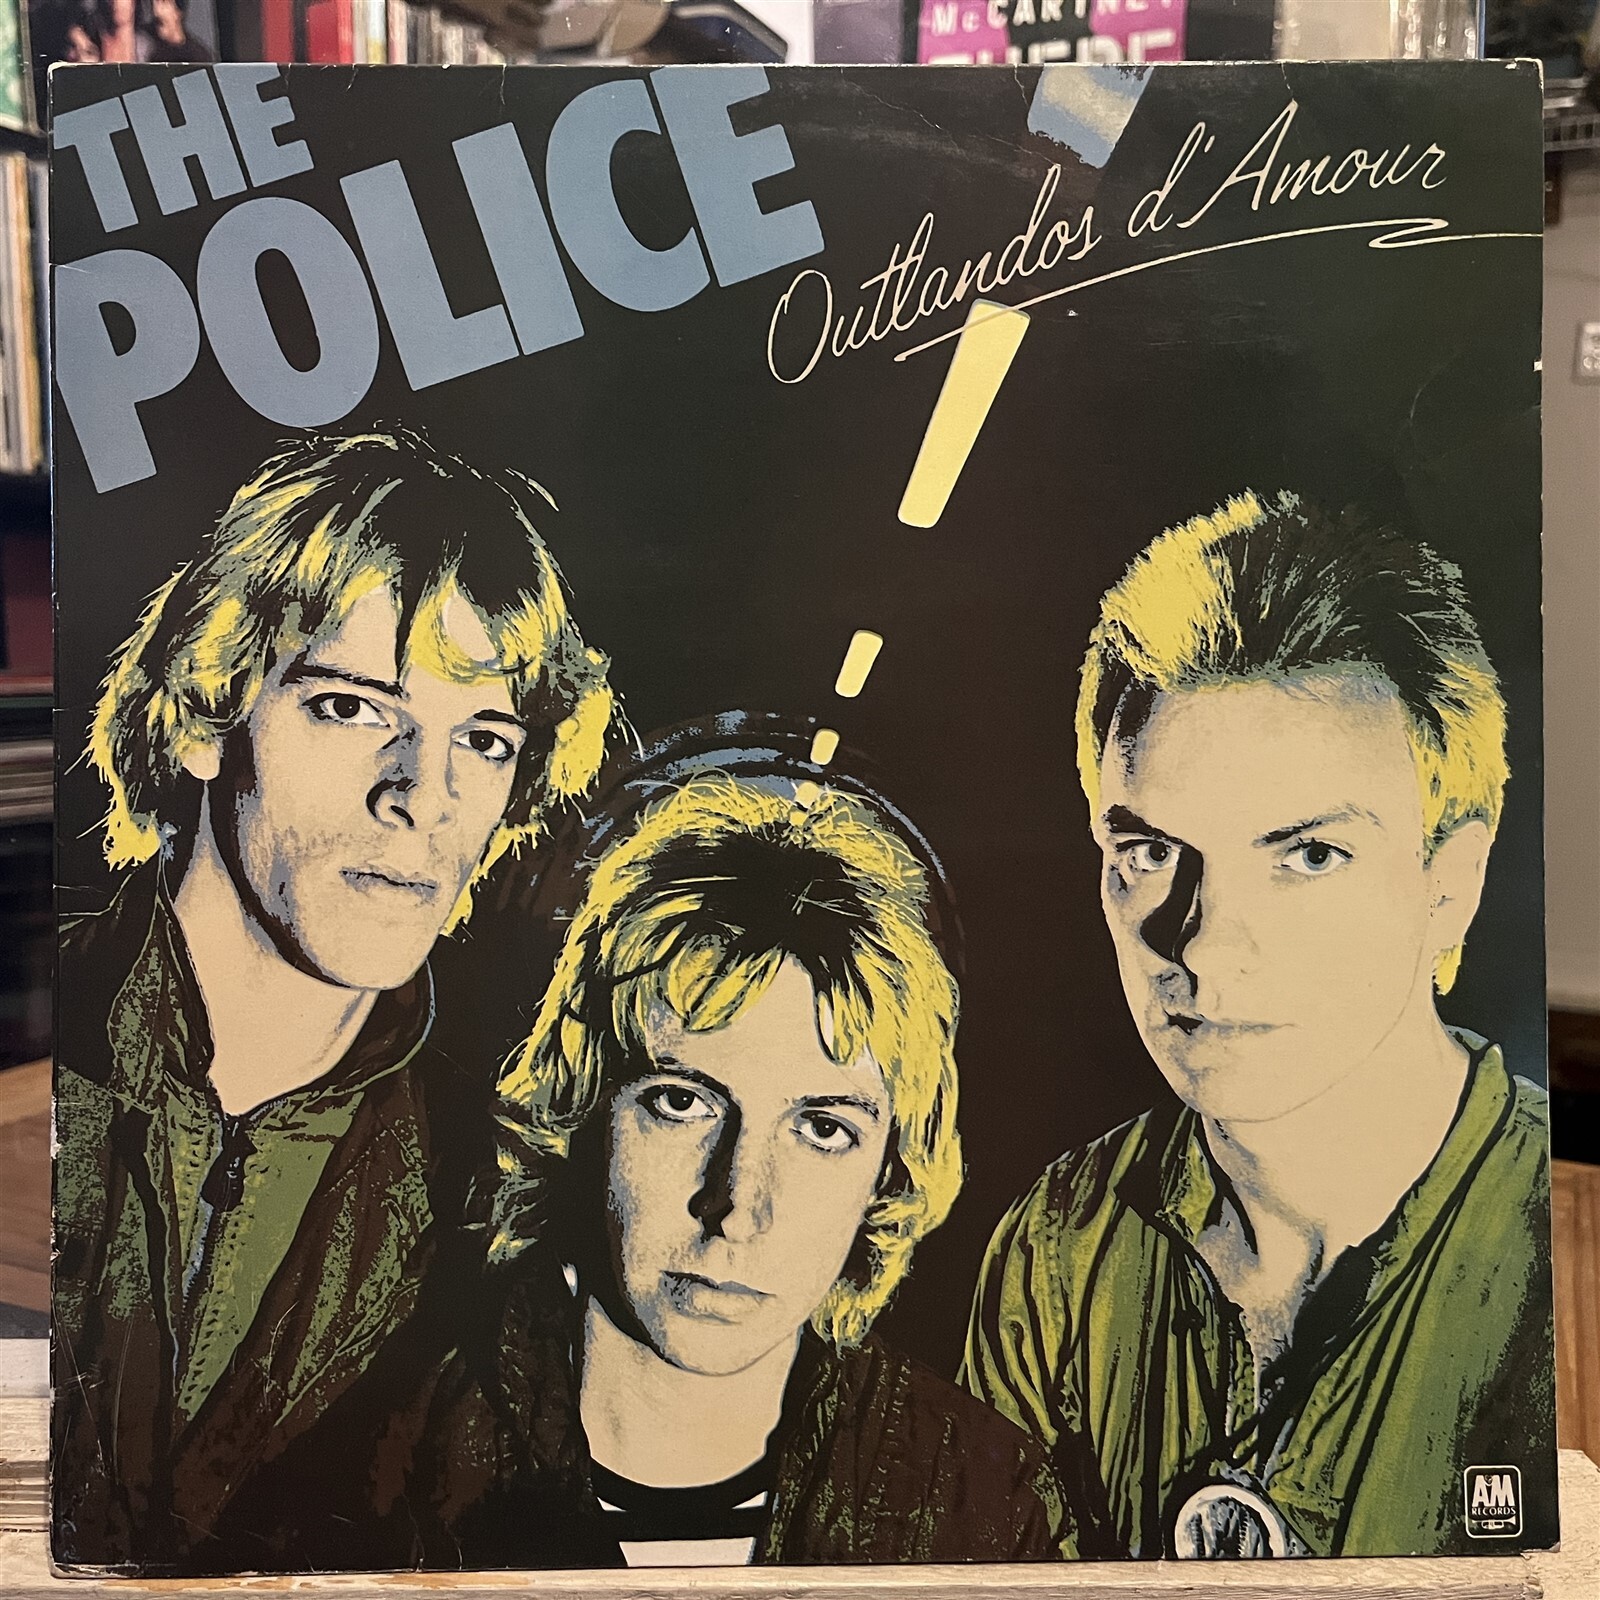 McCARTNEY
THE
POLICE
Outlandos d'Amour
A&M
RECORDS